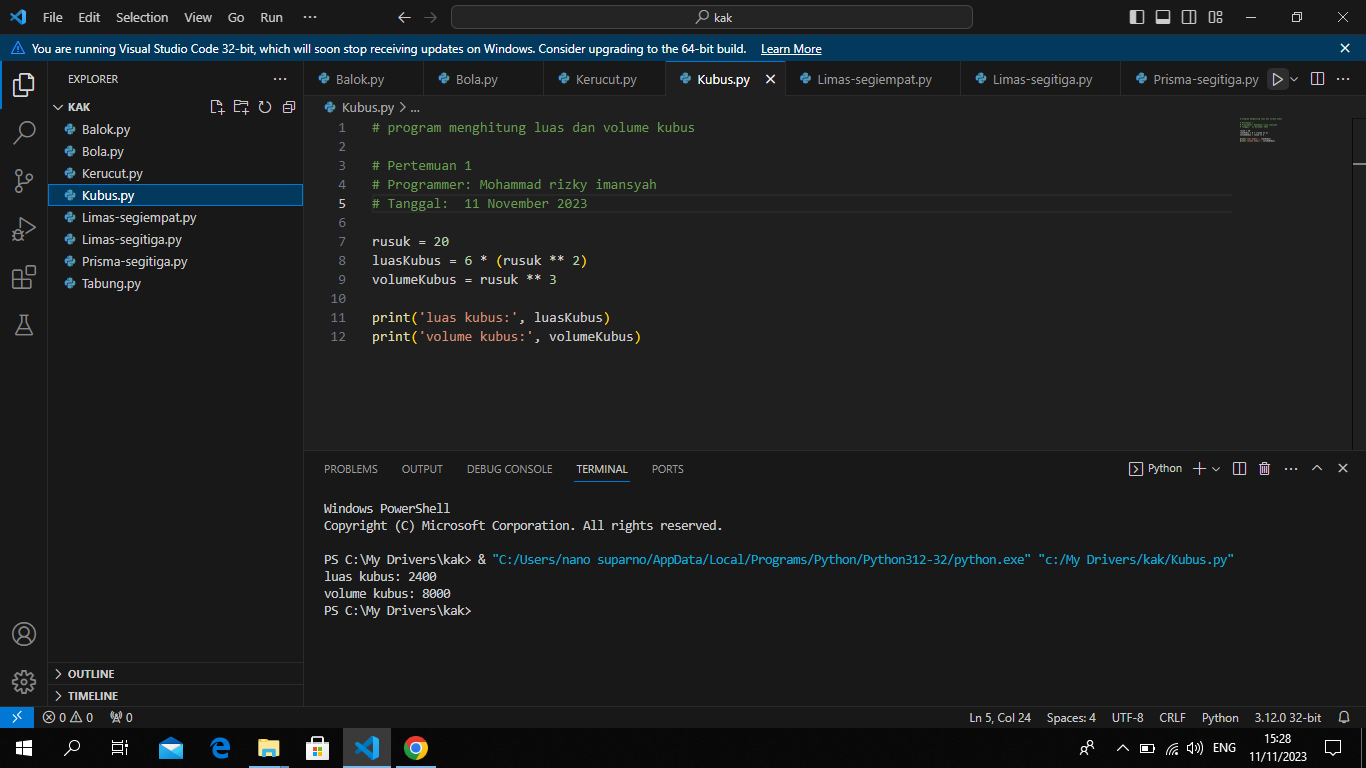 File Edit Selection View Go Run ··· kak
You are running Visual Studio Code 32-bit, which will soon stop receiving updates on Windows. Consider upgrading to the 64-bit build. Learn More
EXPLORER
KAK
Balok.py
Bola.py
Kerucut.py
Kubus.py
Limas-segiempat.py
Limas-segitiga.py
Prisma-segitiga.py
Tabung.py
OUTLINE
TIMELINE
Balok.py Bola.py Kerucut.py Kubus.py Limas-segiempat.py Limas-segitiga.py Prisma-segitiga.py
Kubus.py > ...
1 # program menghitung luas dan volume kubus
2
3 # Pertemuan 1
4 # Programmer: Mohammad rizky imansyah
5 # Tanggal:  11 November 2023
6
7 rusuk = 20
8 luasKubus = 6 * (rusuk ** 2)
9 volumeKubus = rusuk ** 3
10
11 print('luas kubus:', luasKubus)
12 print('volume kubus:', volumeKubus)
PROBLEMS OUTPUT DEBUG CONSOLE TERMINAL PORTS Python
Windows PowerShell
Copyright (C) Microsoft Corporation. All rights reserved.
PS C:\My Drivers\kak> & "C:/Users/nano suparno/AppData/Local/Programs/Python/Python312-32/python.exe" "c:/My Drivers/kak/Kubus.py"
luas kubus: 2400
volume kubus: 8000
PS C:\My Drivers\kak>
0 0 0 Ln 5, Col 24 Spaces: 4 UTF-8 CRLF Python 3.12.0 32-bit
ENG 15:28
11/11/2023